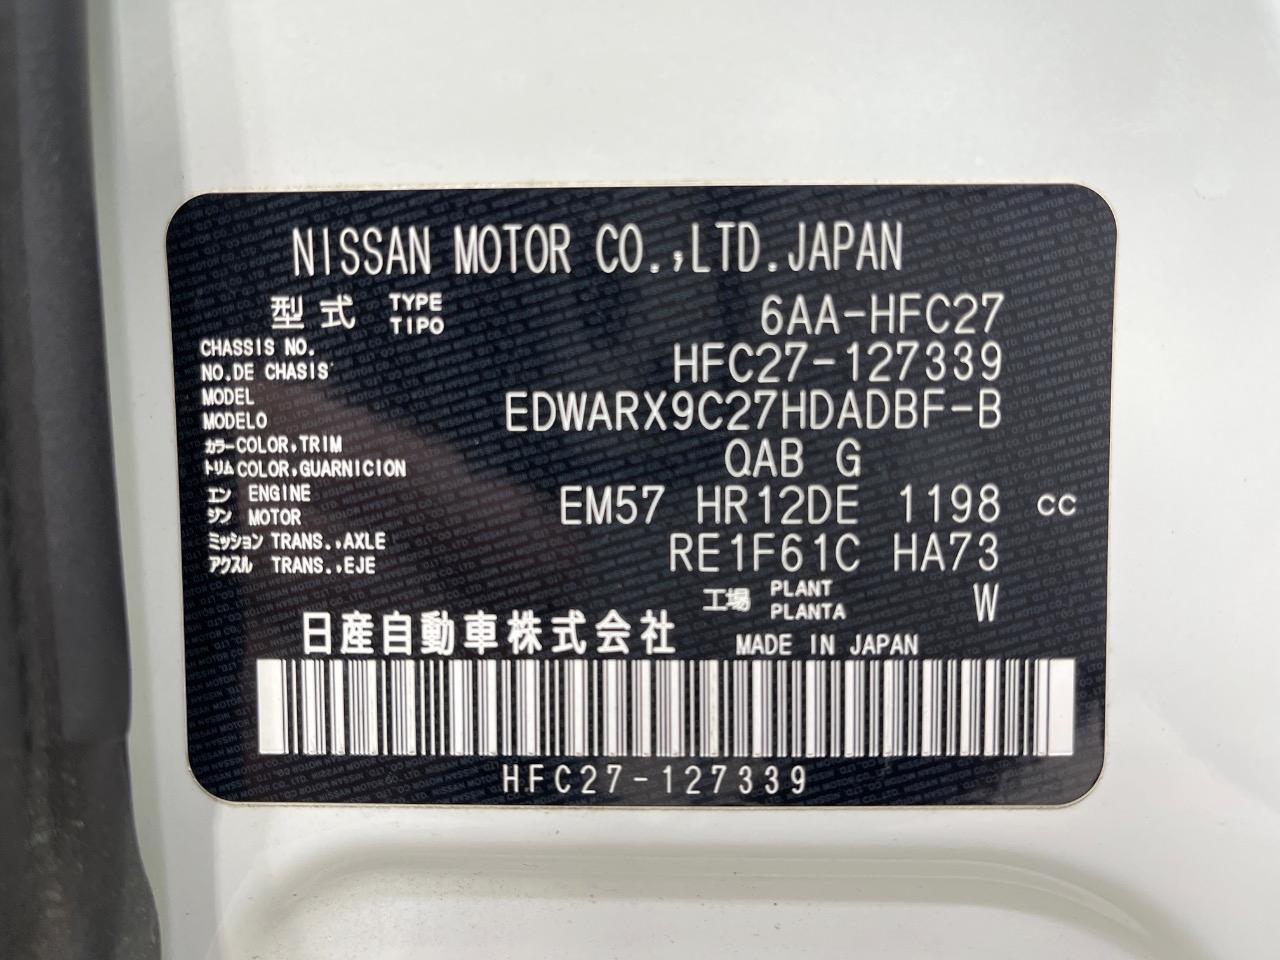 NISSAN MOTOR CO.,LTD.JAPAN
型式 TYPE TIPO 6AA-HFC27
CHASSIS NO.
NO.DE CHASIS HFC27-127339
MODEL
MODELO EDWARX9C27HDADBF-B
カラー COLOR,TRIM
トリム COLOR,GUARNICION QAB G
エン ENGINE
ジン MOTOR EM57 HR12DE 1198 cc
ミッション TRANS.,AXLE
アクスル TRANS.,EJE RE1F61C HA73
工場 PLANT PLANTA W
日産自動車株式会社 MADE IN JAPAN
HFC27-127339